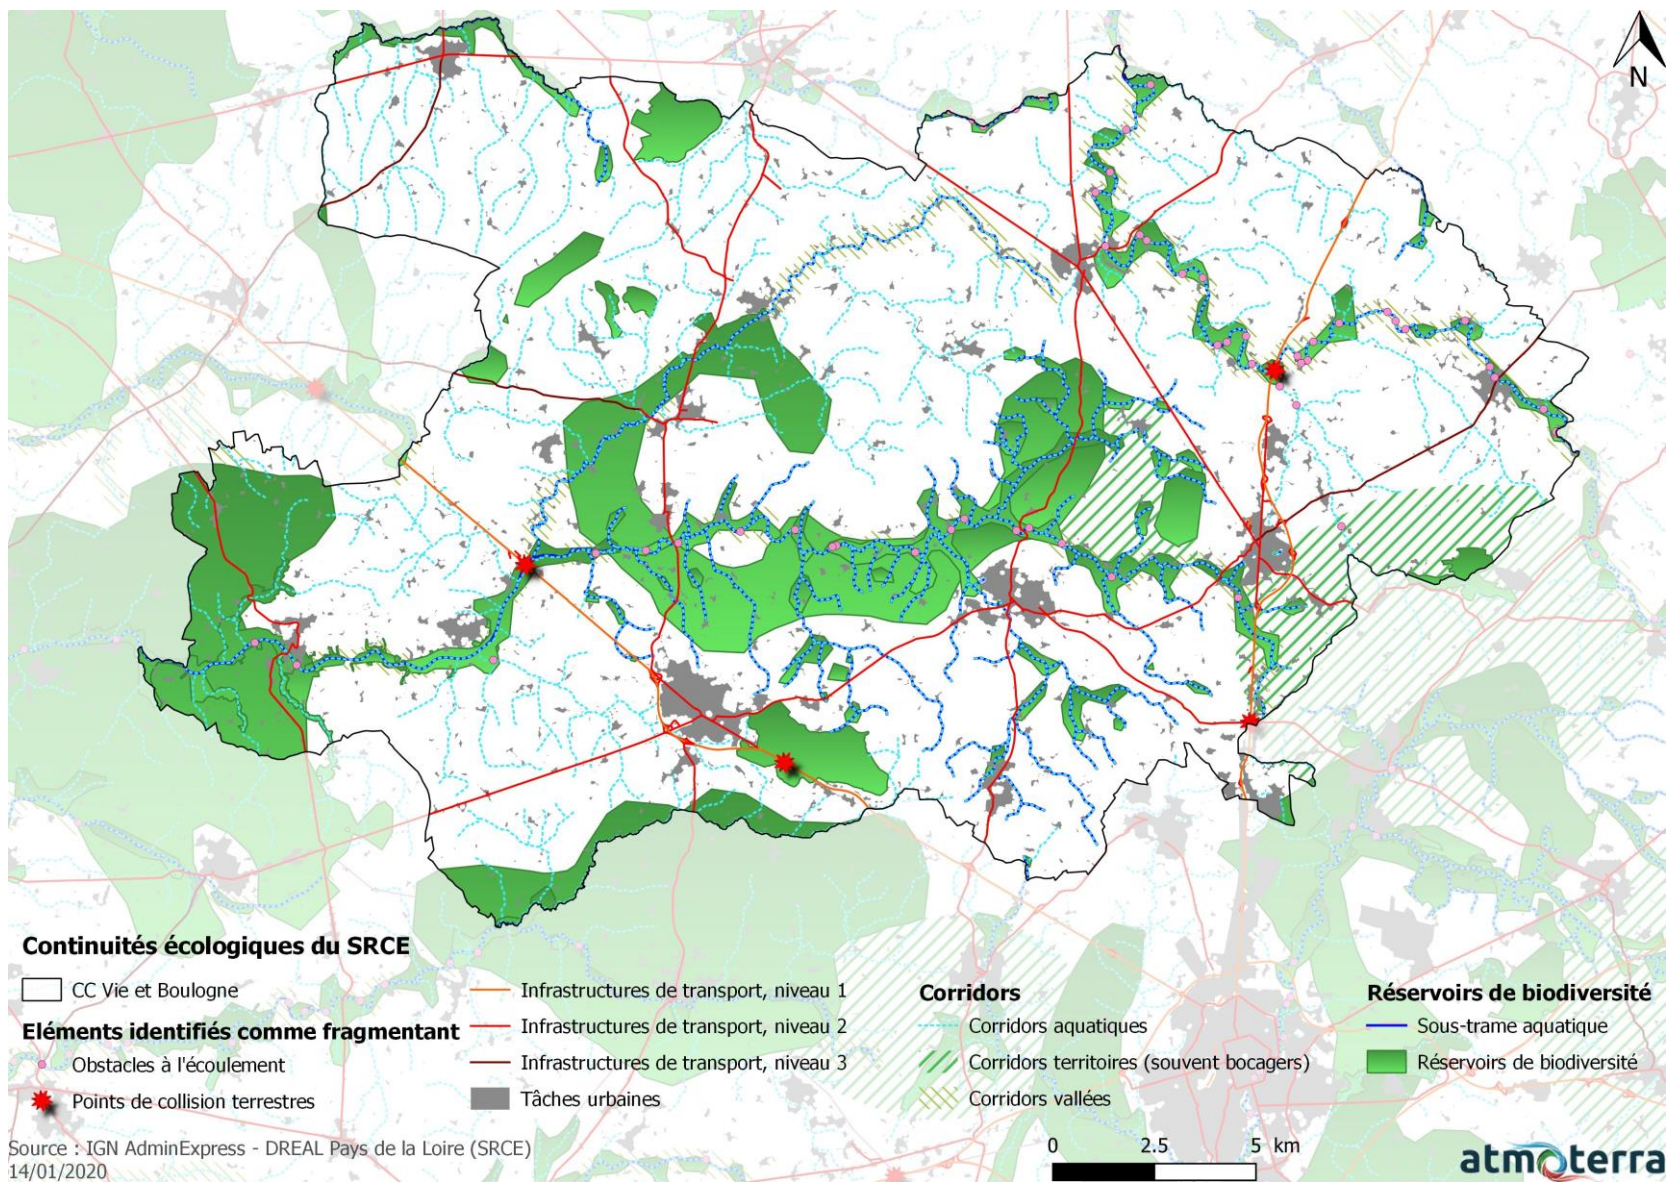 N
Continuités écologiques du SRCE
CC Vie et Boulogne
Eléments identifiés comme fragmentant
Obstacles à l'écoulement
Points de collision terrestres
Infrastructures de transport, niveau 1
Infrastructures de transport, niveau 2
Infrastructures de transport, niveau 3
Tâches urbaines
Corridors
Corridors aquatiques
Corridors territoires (souvent bocagers)
Corridors vallées
Réservoirs de biodiversité
Sous-trame aquatique
Réservoirs de biodiversité
0 2.5 5 km
Source : IGN AdminExpress - DREAL Pays de la Loire (SRCE)
14/01/2020
atmoterra